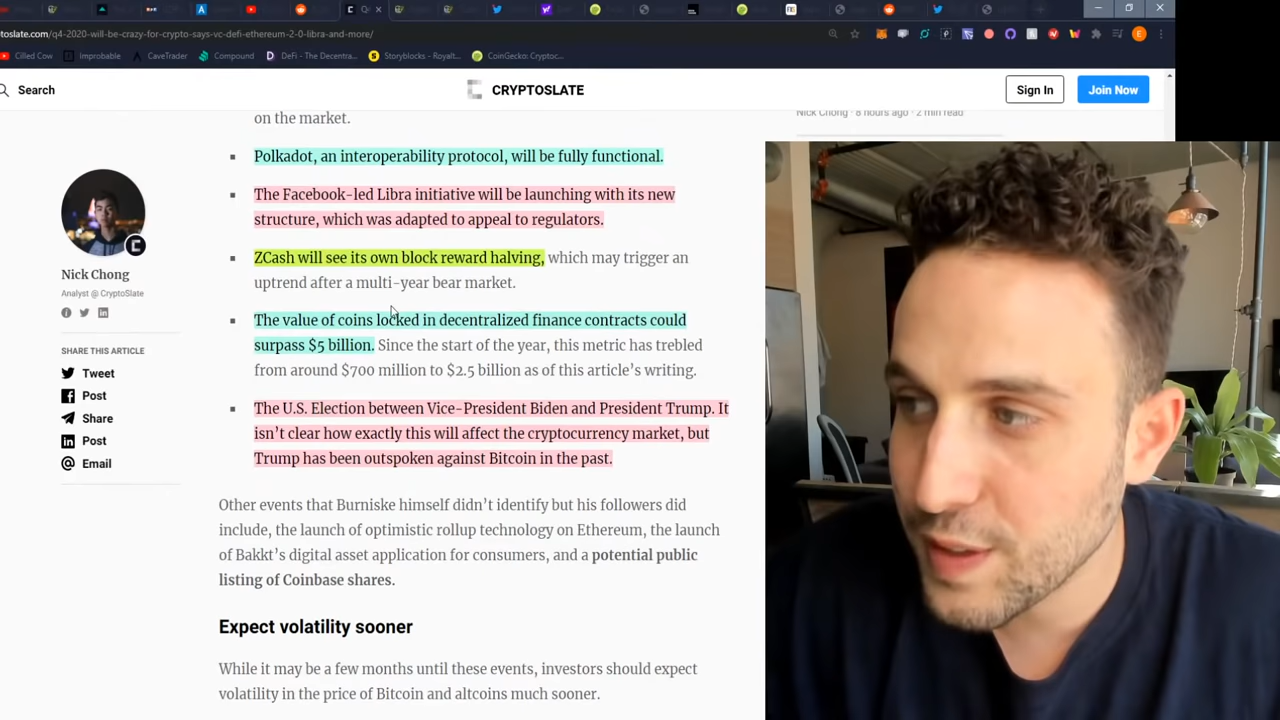 toslate.com/q4-2020-will-be-crazy-for-crypto-says-vc-defi-ethereum-2-0-libra-and-more/
Cilled Cow
Improbable
CaveTrader
Compound
DeFi - The Decentra...
Storyblocks - Royalt...
CoinGecko: Cryptoc...
Search
CRYPTOSLATE
Sign In
Join Now
Nick Chong • 8 hours ago • 2 min read
on the market.
Polkadot, an interoperability protocol, will be fully functional.
The Facebook-led Libra initiative will be launching with its new
structure, which was adapted to appeal to regulators.
ZCash will see its own block reward halving, which may trigger an
uptrend after a multi-year bear market.
The value of coins locked in decentralized finance contracts could
surpass $5 billion. Since the start of the year, this metric has trebled
from around $700 million to $2.5 billion as of this article's writing.
The U.S. Election between Vice-President Biden and President Trump. It
isn't clear how exactly this will affect the cryptocurrency market, but
Trump has been outspoken against Bitcoin in the past.
Nick Chong
Analyst @ CryptoSlate
SHARE THIS ARTICLE
Tweet
Post
Share
Post
Email
Other events that Burniske himself didn't identify but his followers did
include, the launch of optimistic rollup technology on Ethereum, the launch
of Bakkt's digital asset application for consumers, and a potential public
listing of Coinbase shares.
Expect volatility sooner
While it may be a few months until these events, investors should expect
volatility in the price of Bitcoin and altcoins much sooner.